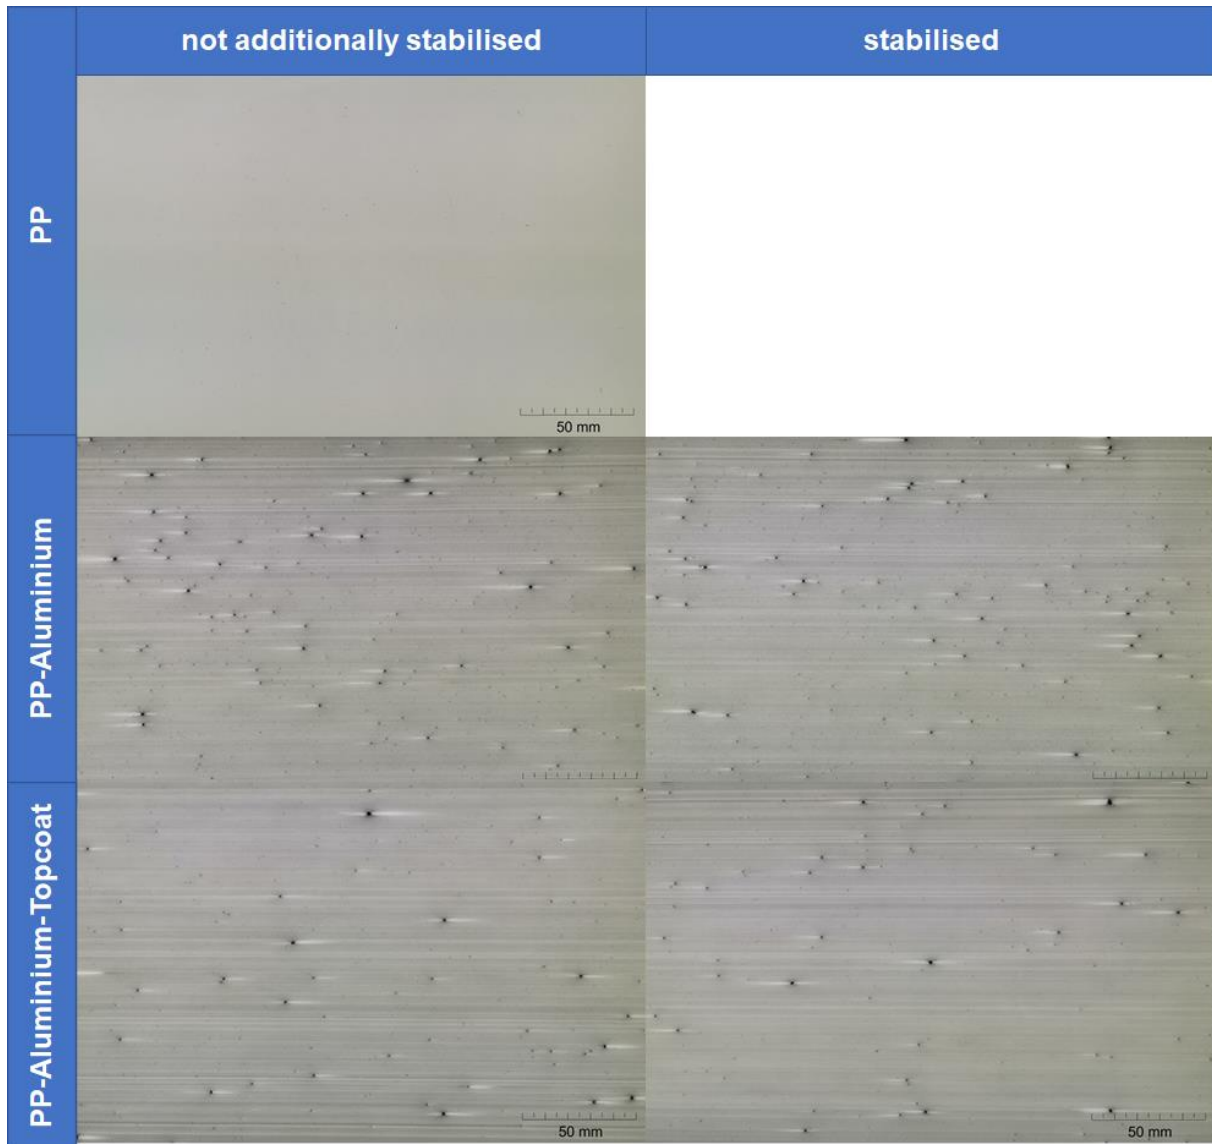 not additionally stabilised
stabilised
PP
50 mm
PP-Aluminium
PP-Aluminium-Topcoat
50 mm
50 mm